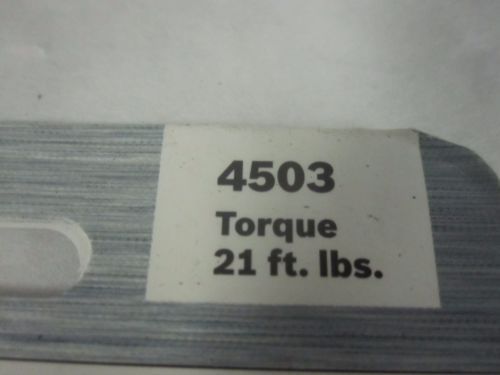 4503
Torque
21 ft. lbs.